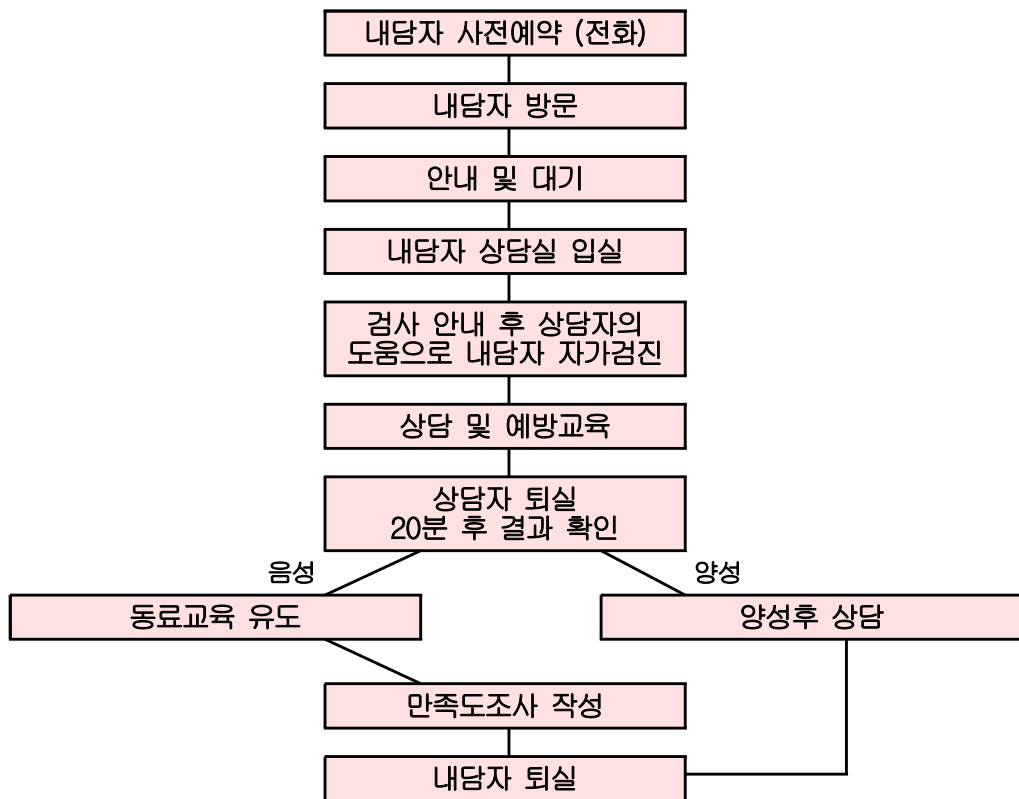 내담자 사전예약 (전화)
내담자 방문
안내 및 대기
내담자 상담실 입실
검사 안내 후 상담자의
도움으로 내담자 자가검진
상담 및 예방교육
상담자 퇴실
20분 후 결과 확인
음성
양성
동료교육 유도
양성후 상담
만족도조사 작성
내담자 퇴실